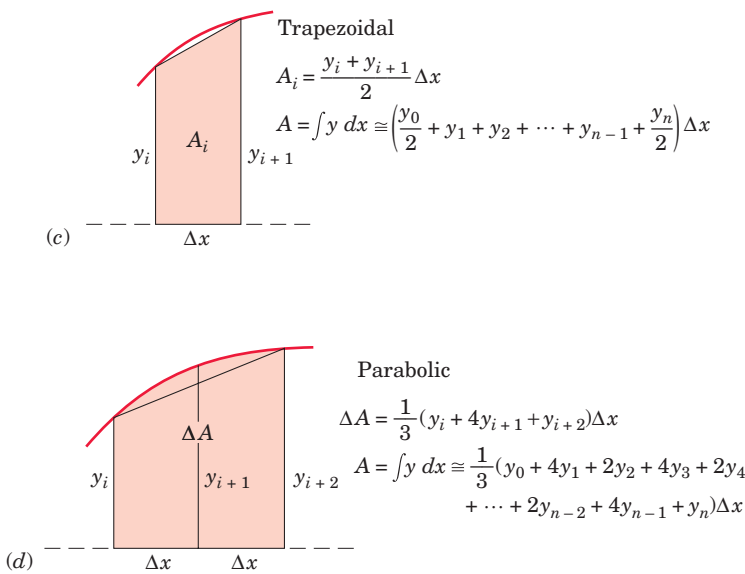 Trapezoidal
A_i = (y_i + y_{i+1})/2 Δx
A = ∫y dx ≅ (y_0/2 + y_1 + y_2 + ⋯ + y_{n−1} + y_n/2) Δx
y_i A_i y_{i+1}
(c) Δx
Parabolic
ΔA = 1/3 (y_i + 4y_{i+1} + y_{i+2})Δx
ΔA
A = ∫y dx ≅ 1/3 (y_0 + 4y_1 + 2y_2 + 4y_3 + 2y_4
y_i y_{i+1} y_{i+2}
+ ⋯ + 2y_{n−2} + 4y_{n−1} + y_n)Δx
(d) Δx Δx